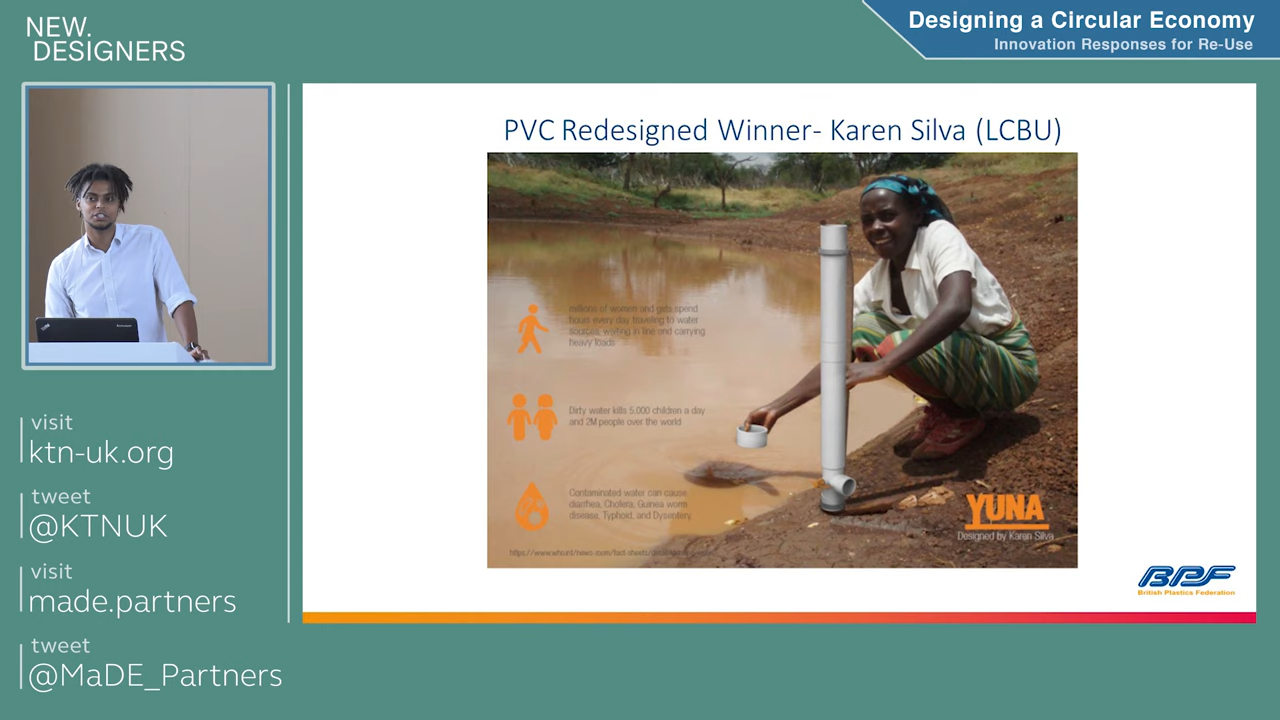 NEW.
DESIGNERS
Designing a Circular Economy
Innovation Responses for Re-Use
PVC Redesigned Winner- Karen Silva (LCBU)
millions of women and girls spend
hours every day traveling to water
sources, waiting in line and carrying
heavy loads
Dirty water kills 5,000 children a day
and 2M people over the world
Contaminated water can cause
diarrhea, Cholera, Guinea worm
disease, Typhoid, and Dysentery.
YUNA
Designed by Karen Silva
BPF
British Plastics Federation
visit
ktn-uk.org
tweet
@KTNUK
visit
made.partners
tweet
@MaDE_Partners